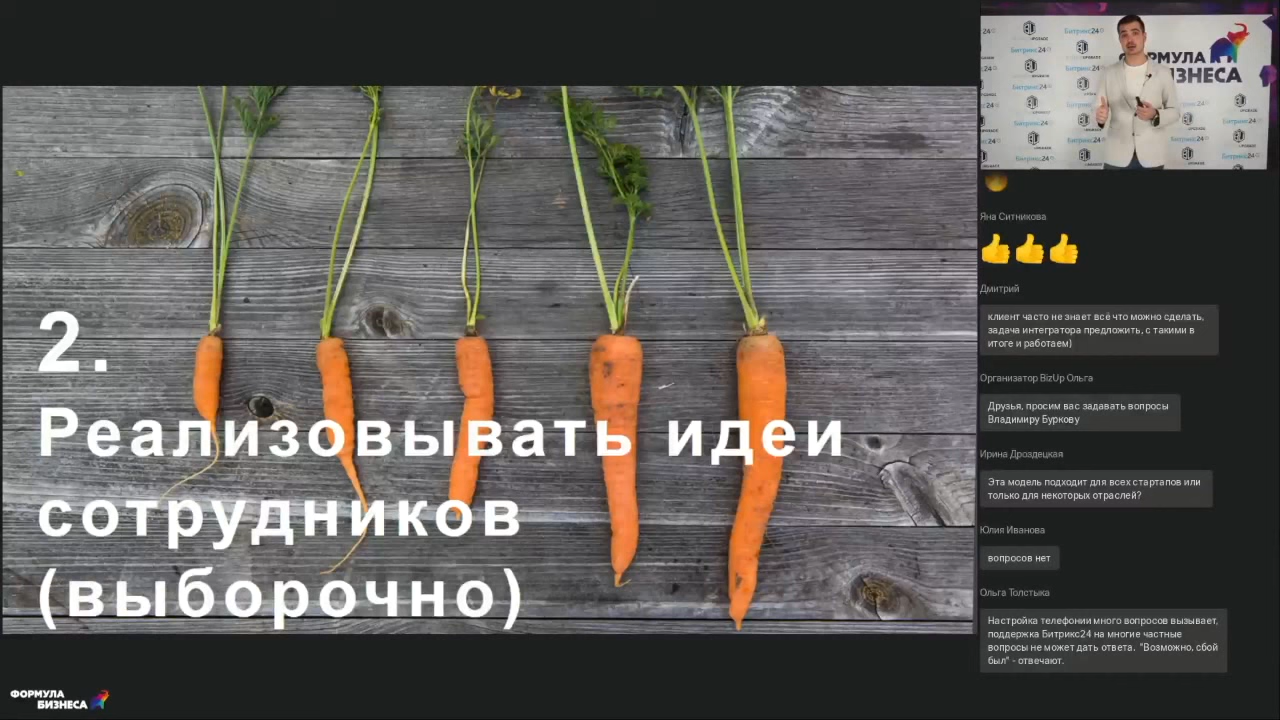 2.
Реализовывать идеи
сотрудников
(выборочно)
ФОРМУЛА
БИЗНЕСА
Битрикс24
ФОРМУЛА
БИЗНЕСА
Яна Ситникова
Дмитрий
клиент часто не знает всё что можно сделать,
задача интегратора предложить, с такими в
итоге и работаем)
Организатор BizUp Ольга
Друзья, просим вас задавать вопросы
Владимиру Буркову
Ирина Дроздецкая
Эта модель подходит для всех стартапов или
только для некоторых отраслей?
Юлия Иванова
вопросов нет
Ольга Толстыка
Настройка телефонии много вопросов вызывает,
поддержка Битрикс24 на многие частные
вопросы не может дать ответа. "Возможно, сбой
был" - отвечают.